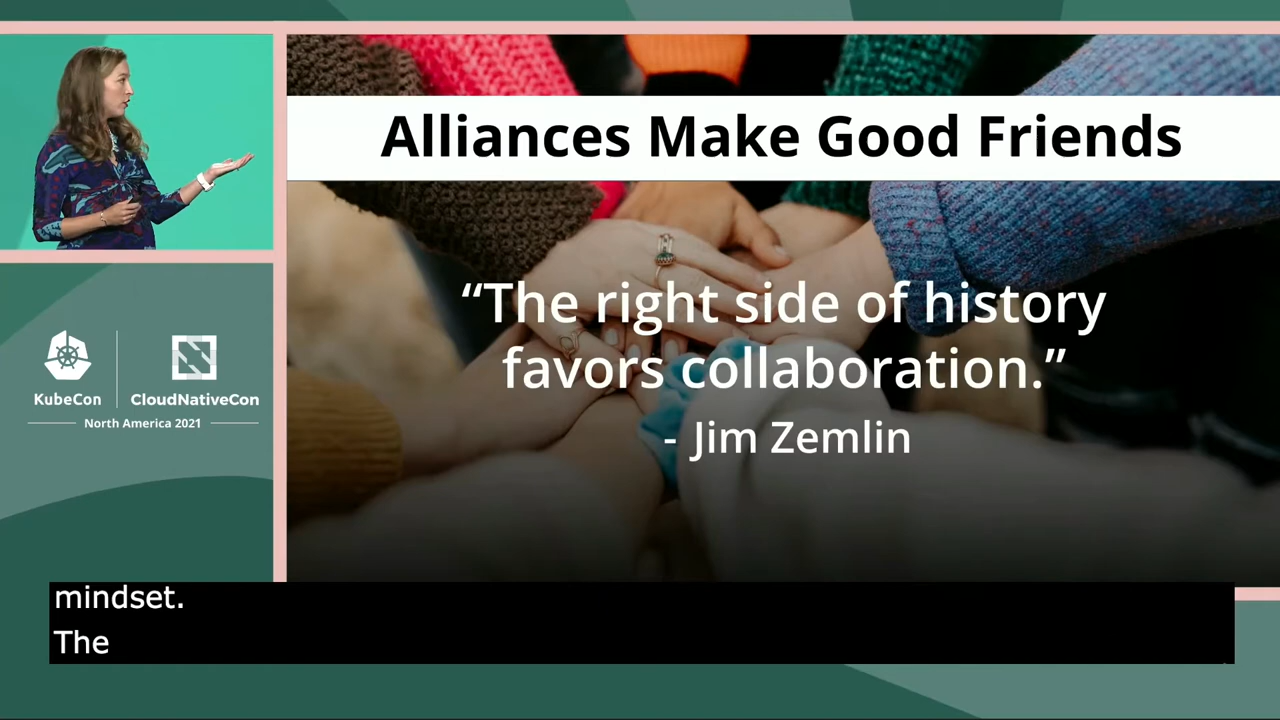 Alliances Make Good Friends
“The right side of history
favors collaboration.”
- Jim Zemlin
KubeCon
CloudNativeCon
North America 2021
mindset.
The